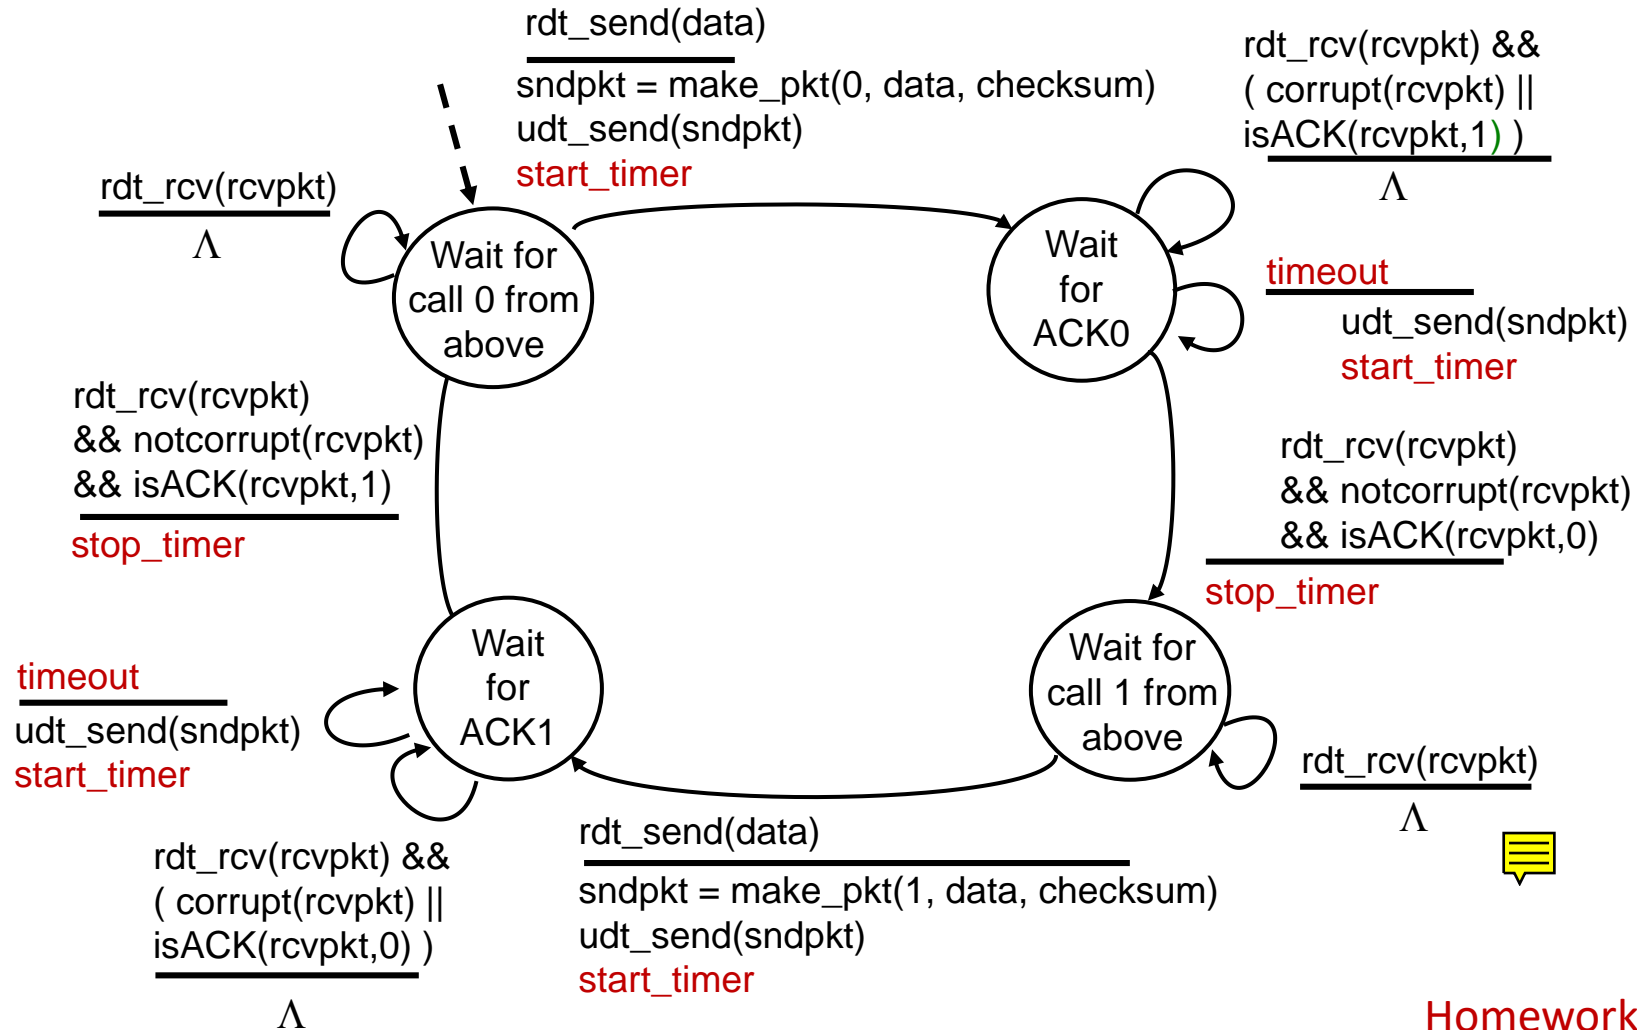 rdt_send(data)
sndpkt = make_pkt(0, data, checksum)
udt_send(sndpkt)
start_timer
rdt_rcv(rcvpkt) &&
( corrupt(rcvpkt) ||
isACK(rcvpkt,1) )
Λ
rdt_rcv(rcvpkt)
Λ
Wait for
call 0 from
above
Wait
for
ACK0
timeout
udt_send(sndpkt)
start_timer
rdt_rcv(rcvpkt)
&& notcorrupt(rcvpkt)
&& isACK(rcvpkt,1)
stop_timer
rdt_rcv(rcvpkt)
&& notcorrupt(rcvpkt)
&& isACK(rcvpkt,0)
stop_timer
Wait
for
ACK1
Wait for
call 1 from
above
timeout
udt_send(sndpkt)
start_timer
rdt_rcv(rcvpkt)
Λ
rdt_rcv(rcvpkt) &&
( corrupt(rcvpkt) ||
isACK(rcvpkt,0) )
Λ
rdt_send(data)
sndpkt = make_pkt(1, data, checksum)
udt_send(sndpkt)
start_timer
Homework